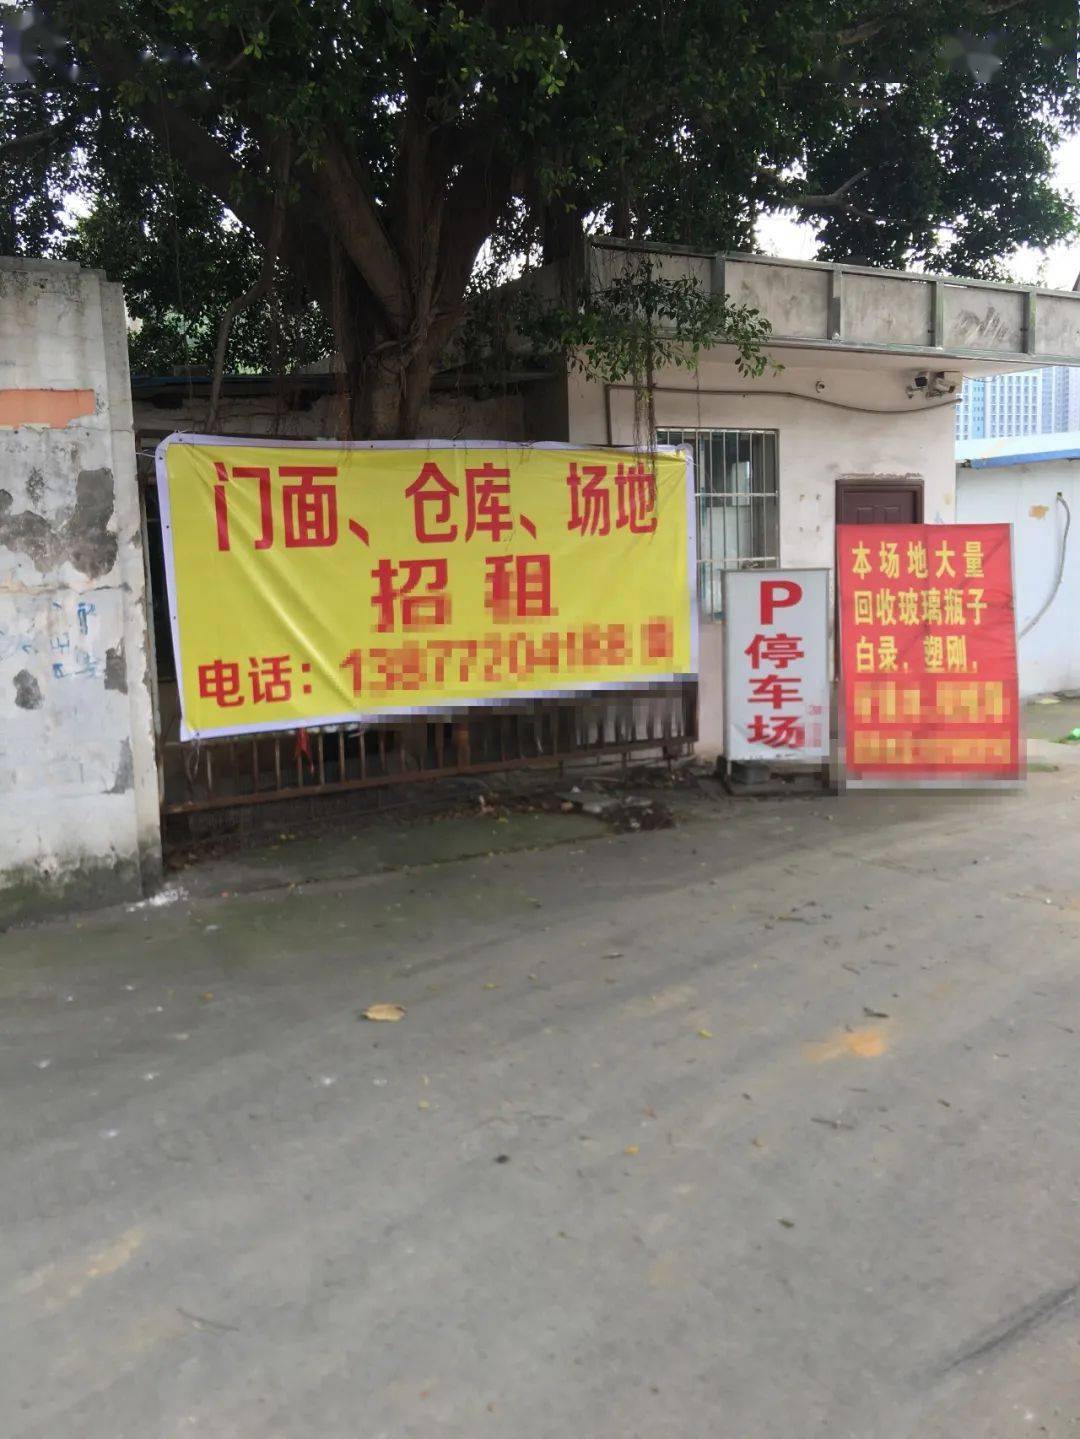 门面、仓库、场地
招租
电话：
P
停车场
本场地大量
回收玻璃瓶子
白录，塑刚，